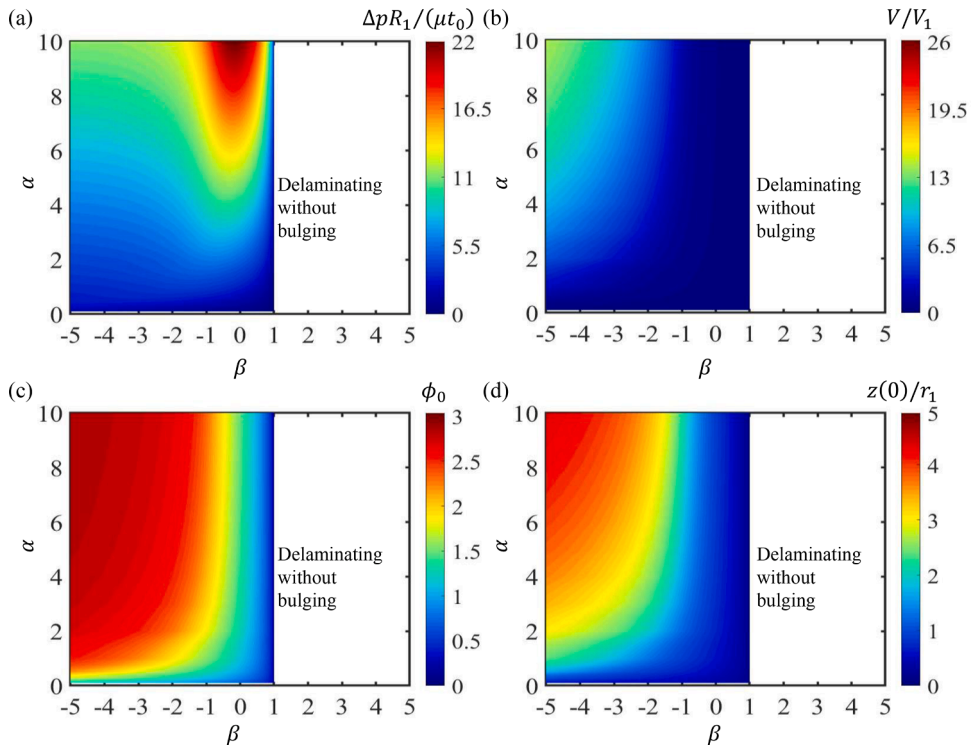 (a) ΔpR₁/(μt₀)
10
8
6
4
2
0
α
-5 -4 -3 -2 -1 0 1 2 3 4 5
β
Delaminating
without
bulging
22
16.5
11
5.5
0
(b) V/V₁
10
8
6
4
2
0
α
-5 -4 -3 -2 -1 0 1 2 3 4 5
β
Delaminating
without
bulging
26
19.5
13
6.5
0
(c) ϕ₀
10
8
6
4
2
0
α
-5 -4 -3 -2 -1 0 1 2 3 4 5
β
Delaminating
without
bulging
3
2.5
2
1.5
1
0.5
0
(d) z(0)/r₁
10
8
6
4
2
0
α
-5 -4 -3 -2 -1 0 1 2 3 4 5
β
Delaminating
without
bulging
5
4
3
2
1
0